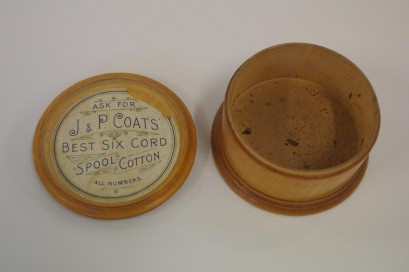 ASK FOR
J & P. COATS'
BEST SIX CORD
SPOOL COTTON
ALL NUMBERS